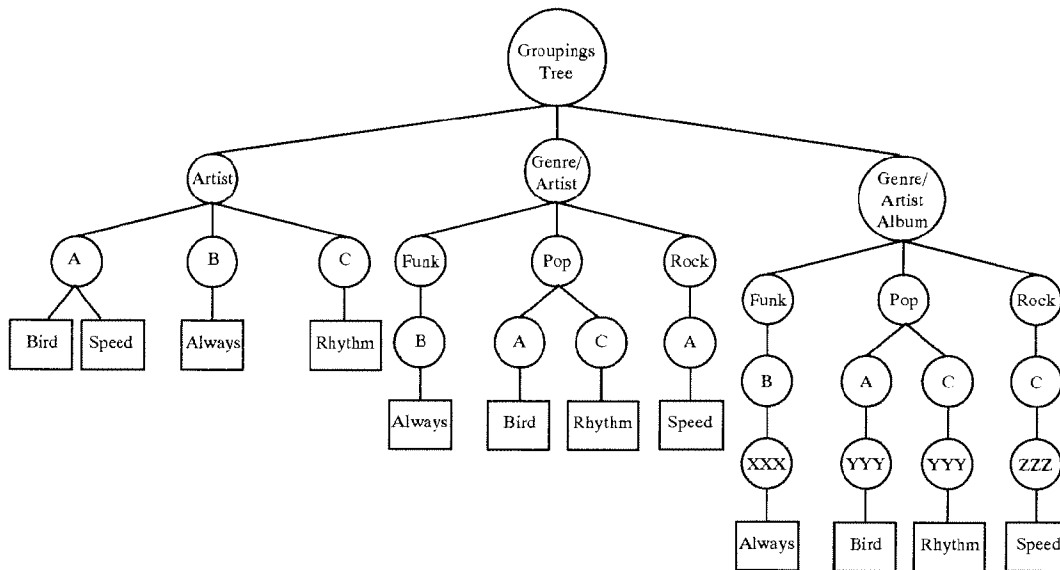 Groupings
Tree
Artist
Genre/
Artist
Genre/
Artist
Album
A
B
C
Funk
Pop
Rock
Funk
Pop
Rock
Bird
Speed
Always
Rhythm
B
A
C
A
B
A
C
C
Always
Bird
Rhythm
Speed
XXX
YYY
YYY
ZZZ
Always
Bird
Rhythm
Speed